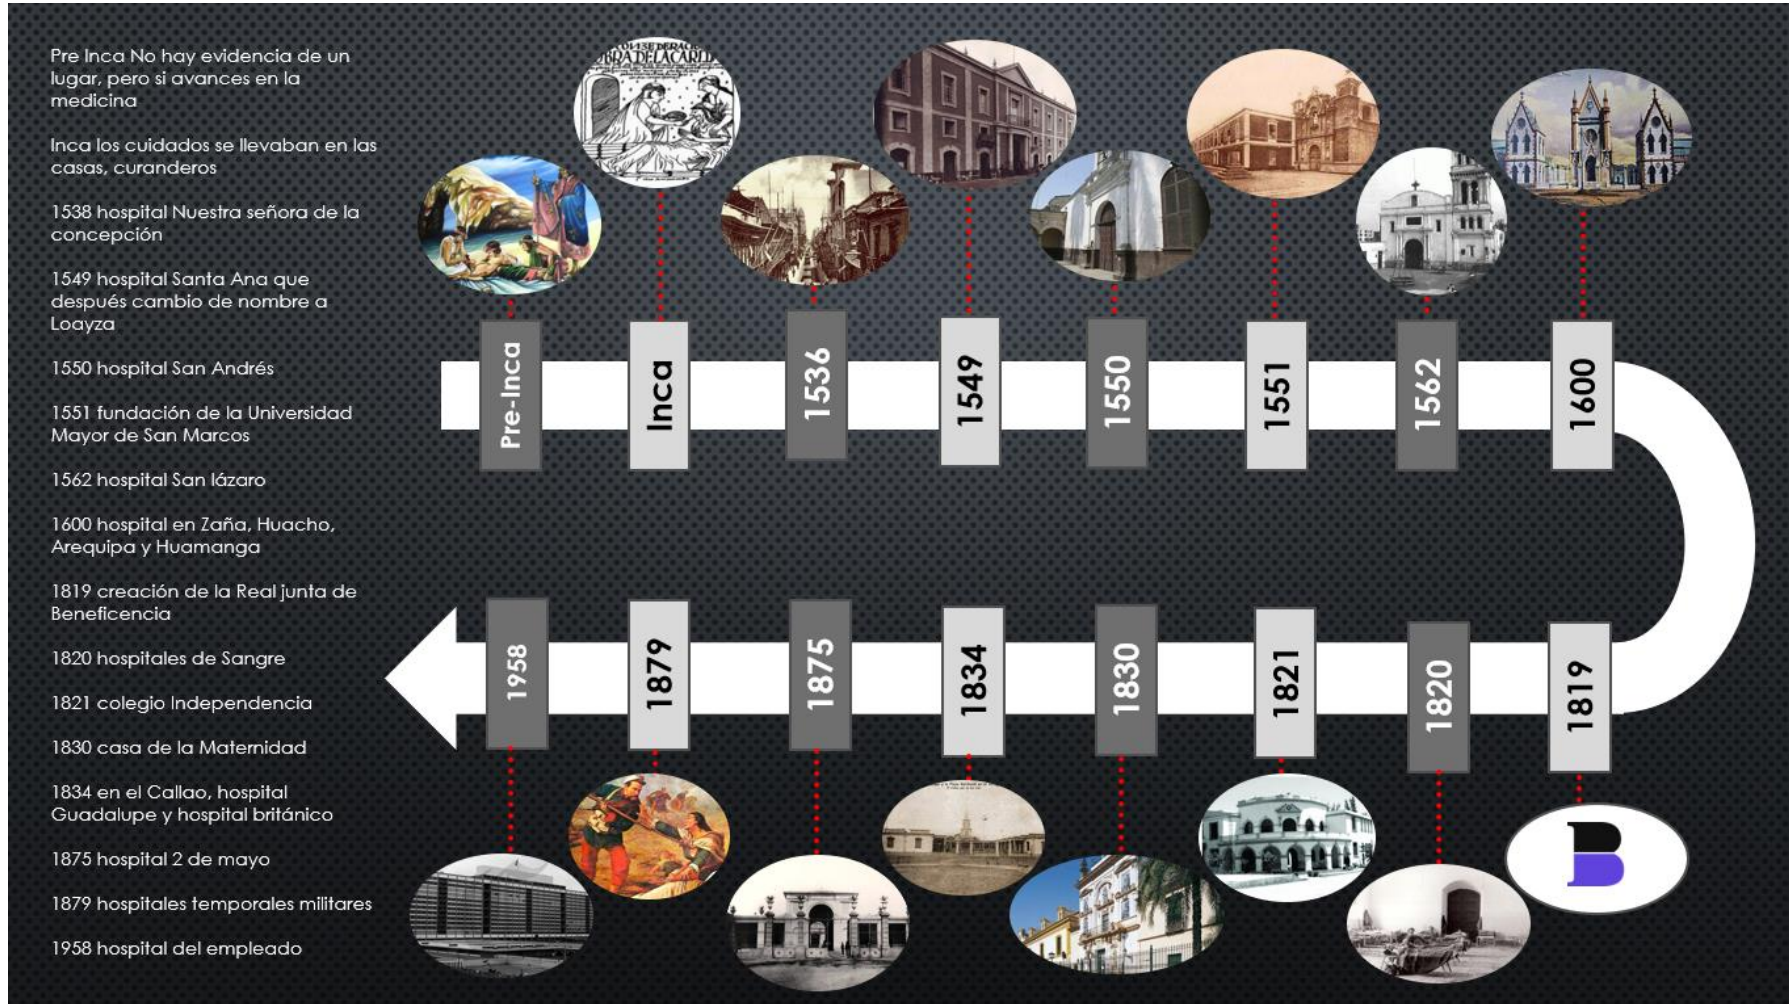 Pre Inca No hay evidencia de un
lugar, pero si avances en la
medicina
Inca los cuidados se llevaban en las
casas, curanderos
1538 hospital Nuestra señora de la
concepción
1549 hospital Santa Ana que
después cambio de nombre a
Loayza
1550 hospital San Andrés
1551 fundación de la Universidad
Mayor de San Marcos
1562 hospital San lázaro
1600 hospital en Zaña, Huacho,
Arequipa y Huamanga
1819 creación de la Real junta de
Beneficencia
1820 hospitales de Sangre
1821 colegio Independencia
1830 casa de la Maternidad
1834 en el Callao, hospital
Guadalupe y hospital británico
1875 hospital 2 de mayo
1879 hospitales temporales militares
1958 hospital del empleado
Pre-Inca
Inca
1536
1549
1550
1551
1562
1600
1958
1879
1875
1834
1830
1821
1820
1819
B